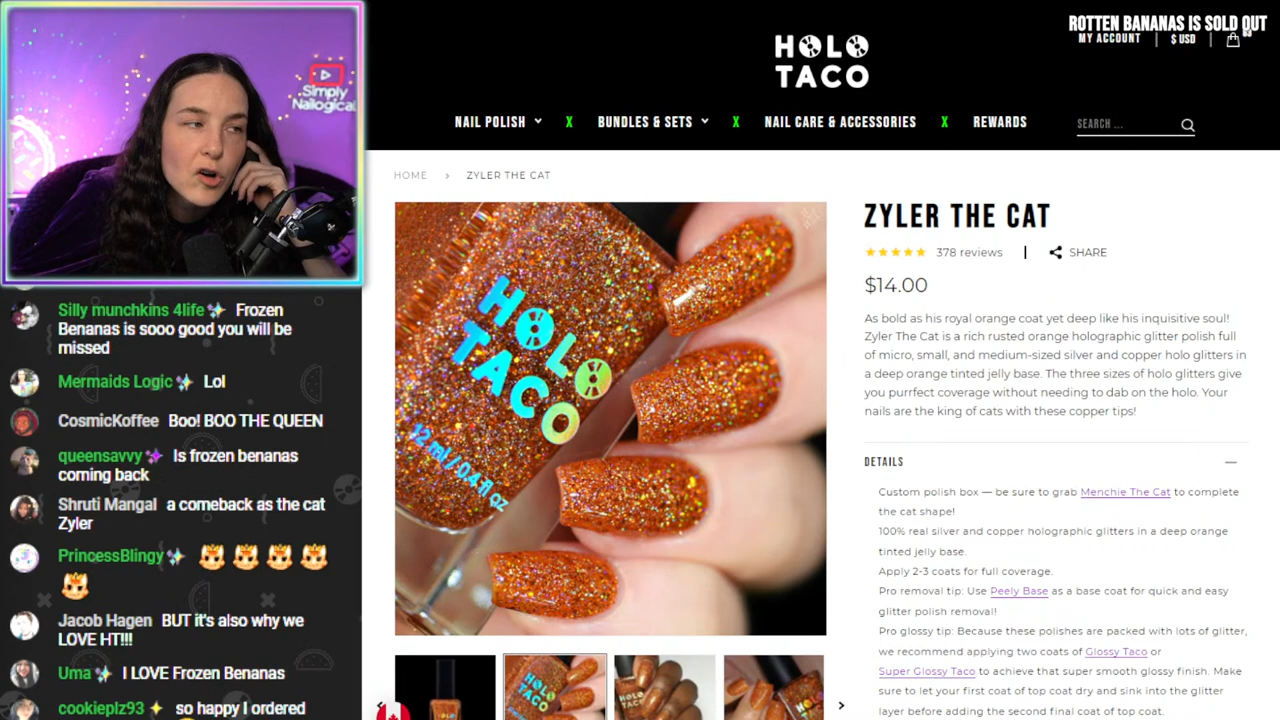 Simply
Nailogical
Silly munchkins 4life Frozen
Benanas is sooo good you will be
missed
Mermaids Logic Lol
CosmicKoffee Boo! BOO THE QUEEN
queensavvy Is frozen benanas
coming back
Shruti Mangal a comeback as the cat
Zyler
PrincessBlingy
Jacob Hagen BUT it's also why we
LOVE HT!!!
Uma I LOVE Frozen Benanas
cookieplz93 so happy I ordered
ROTTEN BANANAS IS SOLD OUT
MY ACCOUNT | $ USD |
HOLO
TACO
NAIL POLISH X BUNDLES & SETS X NAIL CARE & ACCESSORIES X REWARDS
SEARCH ...
HOME > ZYLER THE CAT
HOLO
TACO
12 ml / 0.4 fl oz
HOLO
TACO
ZYLER THE CAT
378 reviews | SHARE
$14.00
As bold as his royal orange coat yet deep like his inquisitive soul!
Zyler The Cat is a rich rusted orange holographic glitter polish full
of micro, small, and medium-sized silver and copper holo glitters in
a deep orange tinted jelly base. The three sizes of holo glitters give
you purrfect coverage without needing to dab on the holo. Your
nails are the king of cats with these copper tips!
DETAILS
Custom polish box — be sure to grab Menchie The Cat to complete
the cat shape!
100% real silver and copper holographic glitters in a deep orange
tinted jelly base.
Apply 2-3 coats for full coverage.
Pro removal tip: Use Peely Base as a base coat for quick and easy
glitter polish removal!
Pro glossy tip: Because these polishes are packed with lots of glitter,
we recommend applying two coats of Glossy Taco or
Super Glossy Taco to achieve that super smooth glossy finish. Make
sure to let your first coat of top coat dry and sink into the glitter
layer before adding the second final coat of top coat.